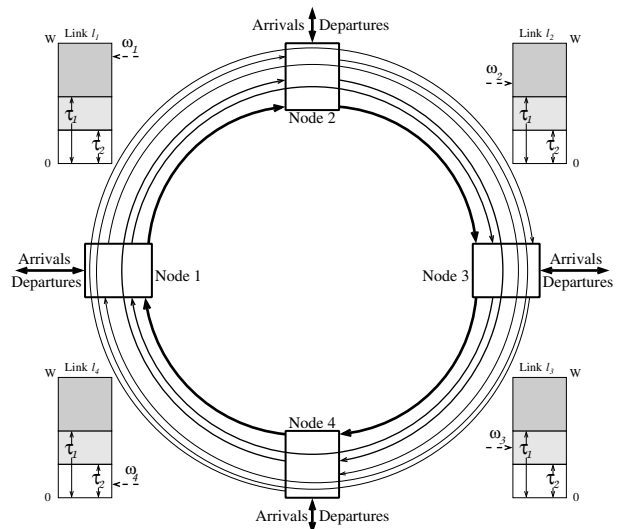 Arrivals Departures
W Link l₁
ω₁
τ₁
τ₂
0
Link l₂ W
ω₂
τ₁
τ₂
0
Node 2
Arrivals
Departures
Node 1
Node 3
Arrivals
Departures
W Link l₄
τ₁
τ₂
ω₄
0
Node 4
Link l₃ W
ω₃
τ₁
τ₂
0
Arrivals Departures